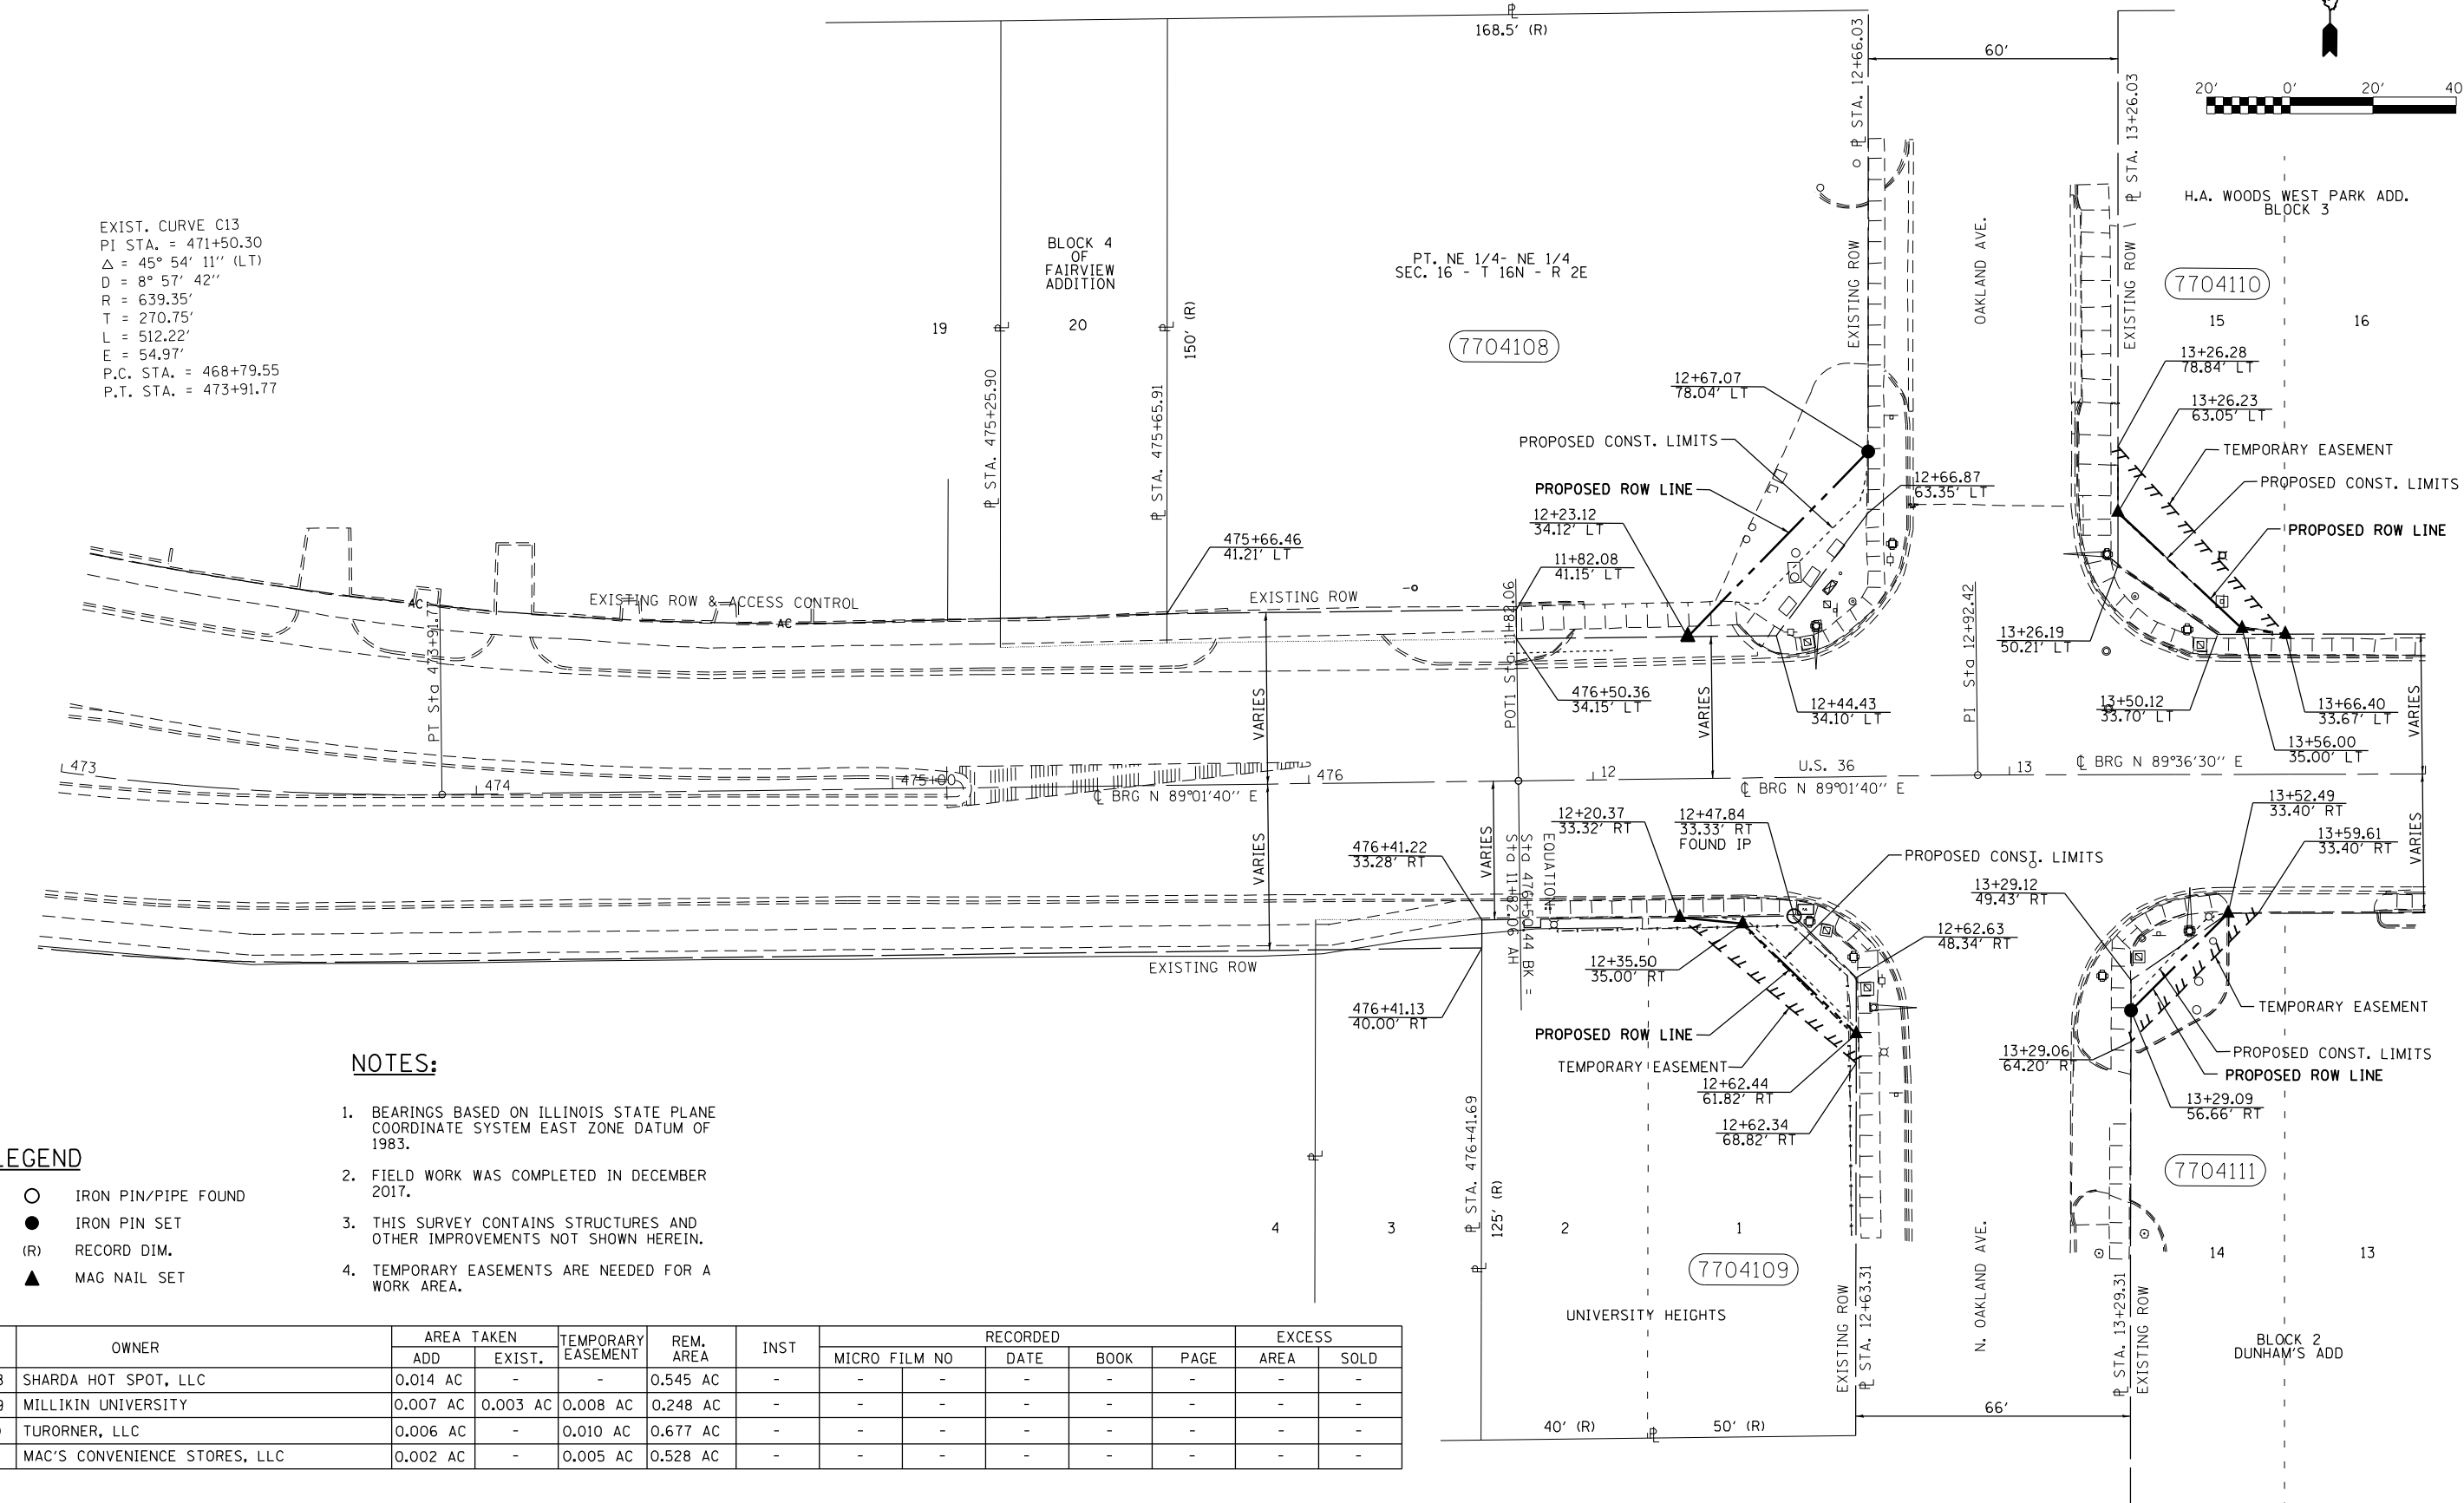 ℄
168.5' (R)
60'
20' 0' 20' 40
℄ STA. 12+66.03
℄ STA. 13+26.03
EXIST. CURVE C13
PI STA. = 471+50.30
△ = 45° 54' 11'' (LT)
D = 8° 57' 42''
R = 639.35'
T = 270.75'
L = 512.22'
E = 54.97'
P.C. STA. = 468+79.55
P.T. STA. = 473+91.77
19
BLOCK 4
OF
FAIRVIEW
ADDITION
20
150' (R)
PT. NE 1/4- NE 1/4
SEC. 16 - T 16N - R 2E
7704108
EXISTING ROW
OAKLAND AVE.
EXISTING ROW
H.A. WOODS WEST PARK ADD.
BLOCK 3
7704110
15
16
STA. 475+25.90
STA. 475+65.91
12+67.07
78.04' LT
PROPOSED CONST. LIMITS
PROPOSED ROW LINE
12+66.87
63.35' LT
12+23.12
34.12' LT
11+82.08
41.15' LT
475+66.46
41.21' LT
13+26.28
78.84' LT
13+26.23
63.05' LT
TEMPORARY EASEMENT
PROPOSED CONST. LIMITS
PROPOSED ROW LINE
AC
EXISTING ROW & ACCESS CONTROL
AC
EXISTING ROW
PT Sta 473+91.77
POT1 Sta 11+82.06
PI Sta 12+92.42
VARIES
VARIES
VARIES
476+50.36
34.15' LT
12+44.43
34.10' LT
13+26.19
50.21' LT
13+50.12
33.70' LT
13+66.40
33.67' LT
13+56.00
35.00' LT
473
474
475+00
476
12
13
U.S. 36
℄ BRG N 89°01'40'' E
℄ BRG N 89°01'40'' E
℄ BRG N 89°36'30'' E
VARIES
VARIES
VARIES
EQUATION:
Sta 476+50.44 BK =
Sta 11+82.06 AH
476+41.22
33.28' RT
12+20.37
33.32' RT
12+47.84
33.33' RT
FOUND IP
PROPOSED CONST. LIMITS
13+52.49
33.40' RT
13+59.61
33.40' RT
13+29.12
49.43' RT
12+62.63
48.34' RT
EXISTING ROW
12+35.50
35.00' RT
476+41.13
40.00' RT
PROPOSED ROW LINE
TEMPORARY EASEMENT
12+62.44
61.82' RT
12+62.34
68.82' RT
TEMPORARY EASEMENT
PROPOSED CONST. LIMITS
PROPOSED ROW LINE
13+29.06
64.20' RT
13+29.09
56.66' RT
7704111
14
13
4
3
2
1
STA. 476+41.69
125' (R)
7704109
UNIVERSITY HEIGHTS
EXISTING ROW
STA. 12+63.31
N. OAKLAND AVE.
STA. 13+29.31
EXISTING ROW
BLOCK 2
DUNHAM'S ADD
40' (R)
50' (R)
66'
NOTES:
1. BEARINGS BASED ON ILLINOIS STATE PLANE
COORDINATE SYSTEM EAST ZONE DATUM OF
1983.
2. FIELD WORK WAS COMPLETED IN DECEMBER
2017.
3. THIS SURVEY CONTAINS STRUCTURES AND
OTHER IMPROVEMENTS NOT SHOWN HEREIN.
4. TEMPORARY EASEMENTS ARE NEEDED FOR A
WORK AREA.
LEGEND
IRON PIN/PIPE FOUND
IRON PIN SET
(R) RECORD DIM.
MAG NAIL SET
OWNER AREA TAKEN TEMPORARY EASEMENT REM. AREA INST RECORDED EXCESS
ADD EXIST. MICRO FILM NO DATE BOOK PAGE AREA SOLD
8 SHARDA HOT SPOT, LLC 0.014 AC - - 0.545 AC - - - - - - - -
9 MILLIKIN UNIVERSITY 0.007 AC 0.003 AC 0.008 AC 0.248 AC - - - - - - - -
TURORNER, LLC 0.006 AC - 0.010 AC 0.677 AC - - - - - - - -
MAC'S CONVENIENCE STORES, LLC 0.002 AC - 0.005 AC 0.528 AC - - - - - - - -